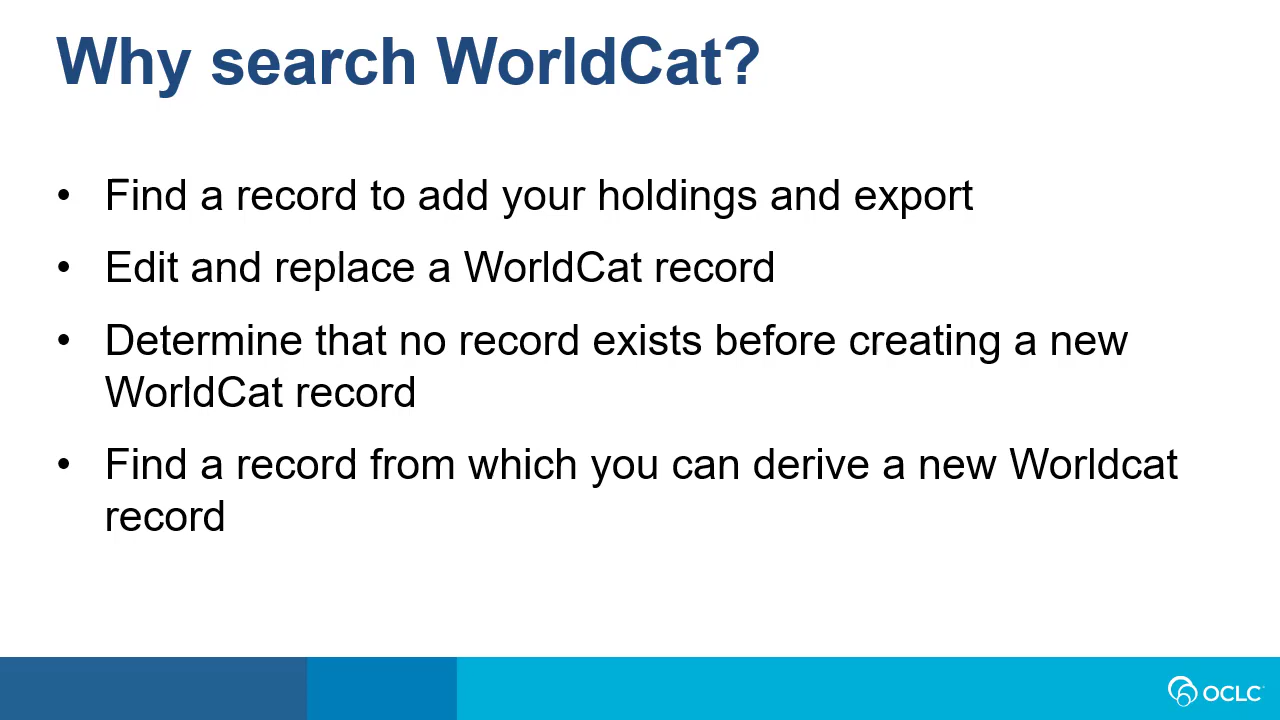 Why search WorldCat?
• Find a record to add your holdings and export
• Edit and replace a WorldCat record
• Determine that no record exists before creating a new
WorldCat record
• Find a record from which you can derive a new Worldcat
record
OCLC